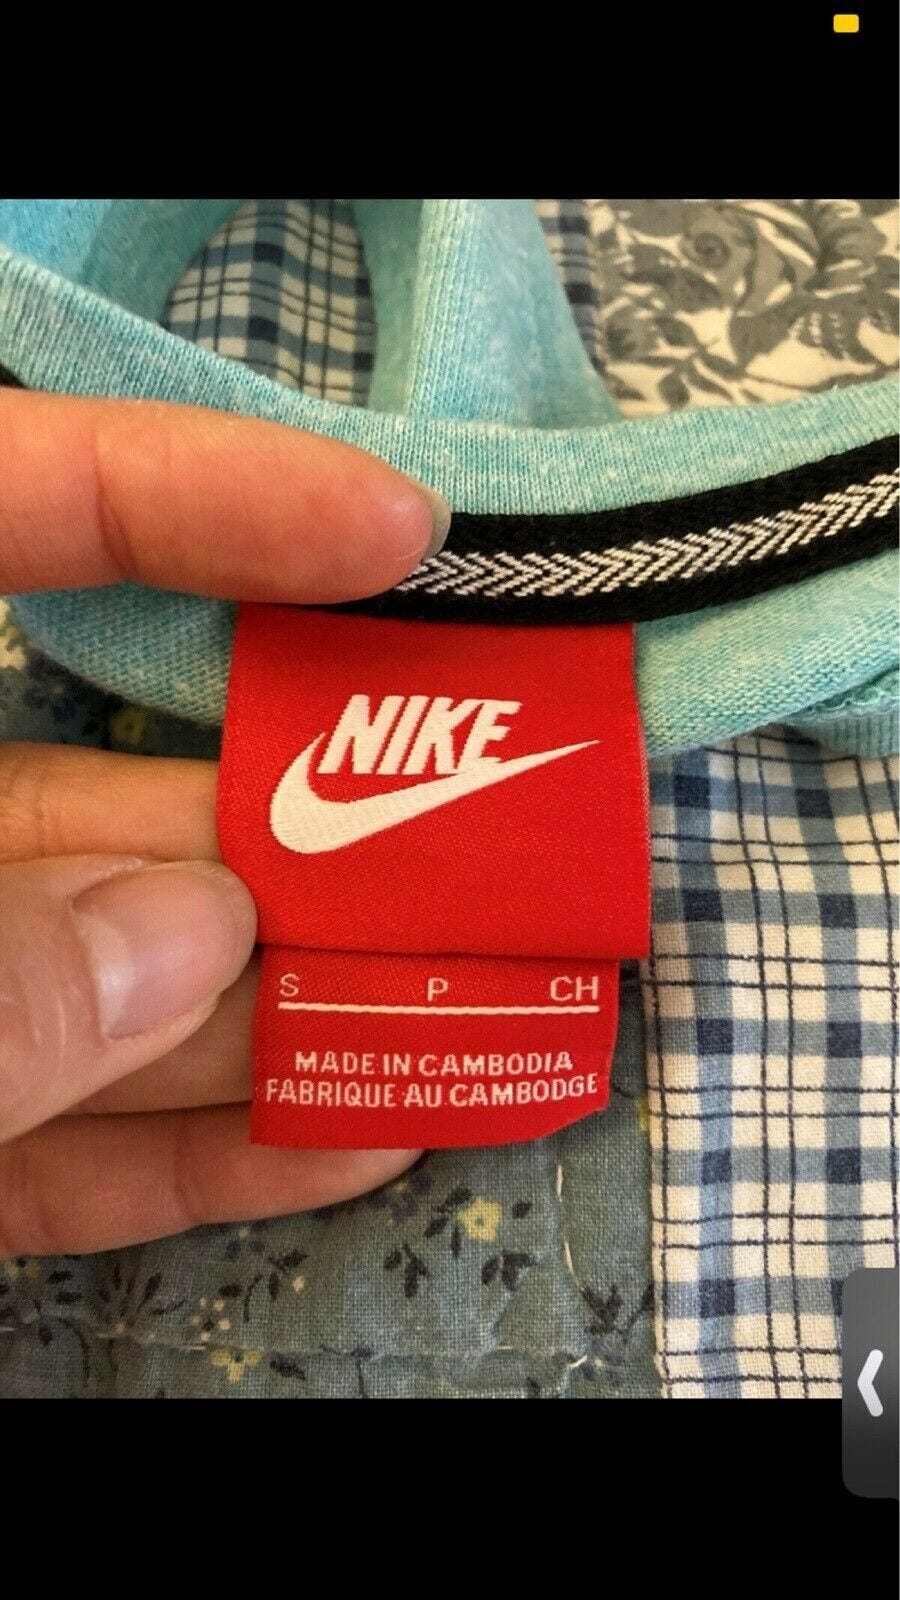 NIKE
S P CH
MADE IN CAMBODIA
FABRIQUE AU CAMBODGE